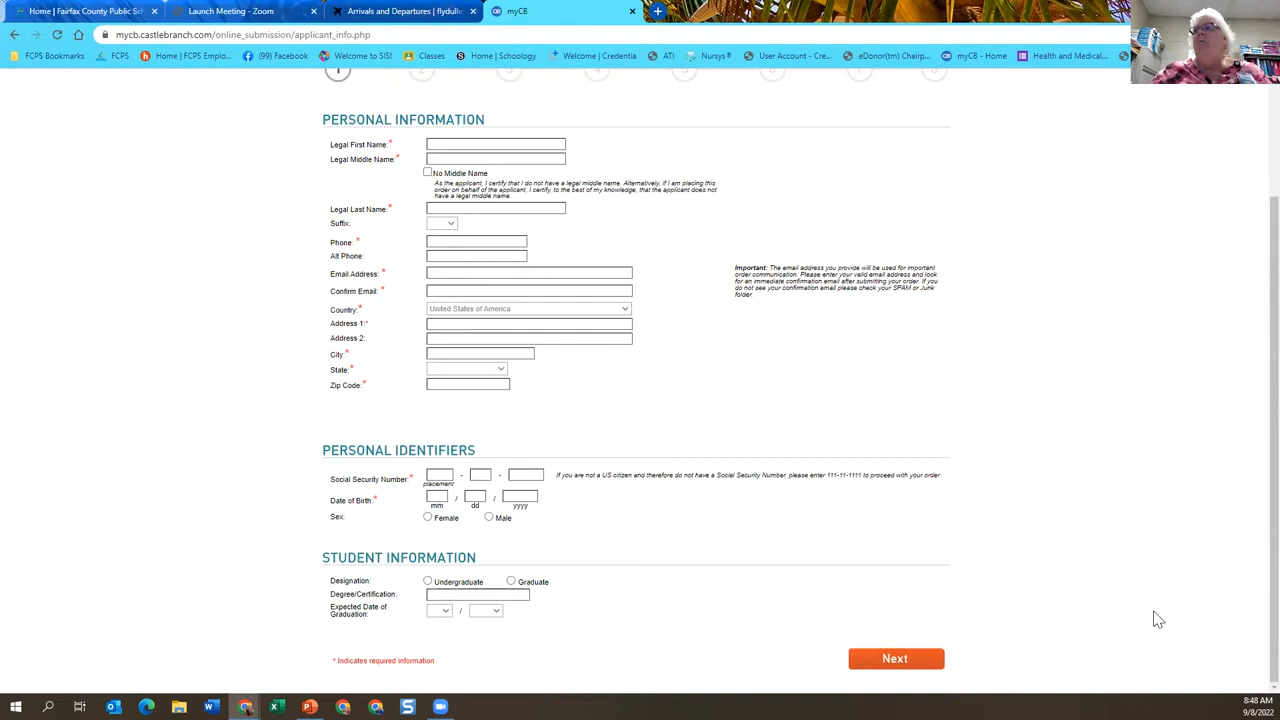 Home | Fairfax County Public Sch
Launch Meeting - Zoom
Arrivals and Departures | flydulle
myCB
mycb.castlebranch.com/online_submission/applicant_info.php
FCPS Bookmarks
FCPS
Home | FCPS Emplo...
(99) Facebook
Welcome to SIS!
Classes
Home | Schoology
Welcome | Credentia
ATI
Nursys®
User Account - Cre...
eDonor(tm) Chairp...
myCB - Home
Health and Medical...
1
2
3
4
5
6
7
8
PERSONAL INFORMATION
Legal First Name:*
Legal Middle Name:*
No Middle Name
As the applicant, I certify that I do not have a legal middle name. Alternatively, if I am placing this
order on behalf of the applicant, I certify, to the best of my knowledge, that the applicant does not
have a legal middle name.
Legal Last Name:*
Suffix:
Phone: *
Alt Phone:
Email Address: *
Important: The email address you provide will be used for important
order communication. Please enter your valid email address and look
for an immediate confirmation email after submitting your order. If you
do not see your confirmation email please check your SPAM or Junk
folder.
Confirm Email: *
Country:* United States of America
Address 1:*
Address 2:
City:*
State:*
Zip Code:*
PERSONAL IDENTIFIERS
Social Security Number:* - - If you are not a US citizen and therefore do not have a Social Security Number, please enter 111-11-1111 to proceed with your order
placement
Date of Birth:* / /
mm dd yyyy
Sex: Female Male
STUDENT INFORMATION
Designation: Undergraduate Graduate
Degree/Certification:
Expected Date of
Graduation: /
* Indicates required information
Next
8:48 AM
9/8/2022